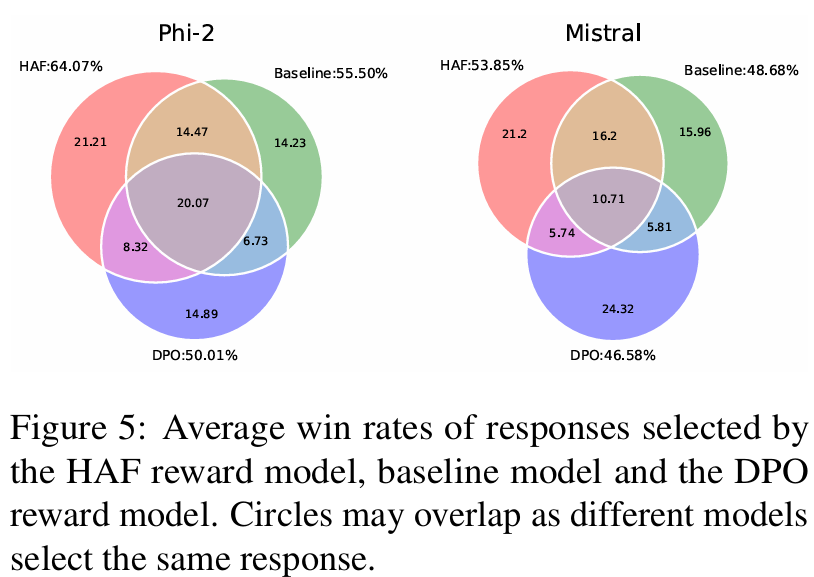 Phi-2
HAF:64.07%
Baseline:55.50%
21.21
14.47
14.23
20.07
8.32
6.73
14.89
DPO:50.01%
Mistral
HAF:53.85%
Baseline:48.68%
21.2
16.2
15.96
10.71
5.74
5.81
24.32
DPO:46.58%
Figure 5: Average win rates of responses selected by
the HAF reward model, baseline model and the DPO
reward model. Circles may overlap as different models
select the same response.